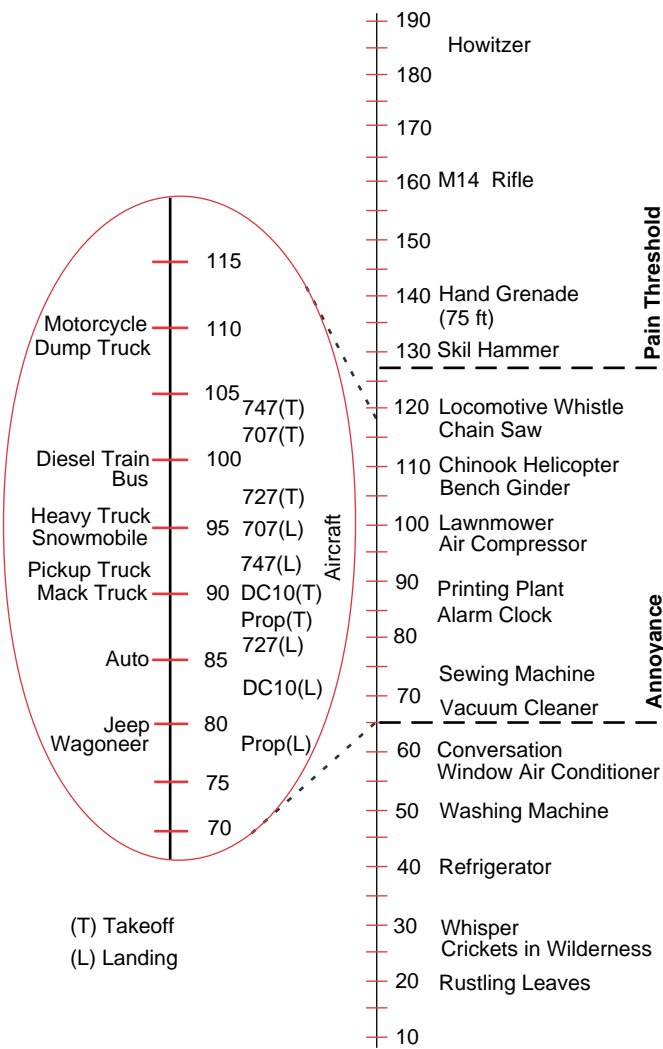 190
Howitzer
180
170
160 M14 Rifle
150
140 Hand Grenade
(75 ft)
130 Skil Hammer
Pain Threshold
120 Locomotive Whistle
Chain Saw
110 Chinook Helicopter
Bench Ginder
100 Lawnmower
Air Compressor
90 Printing Plant
Alarm Clock
80
Sewing Machine
70
Vacuum Cleaner
Annoyance
60 Conversation
Window Air Conditioner
50 Washing Machine
40 Refrigerator
30 Whisper
Crickets in Wilderness
20 Rustling Leaves
10
115
Motorcycle 110
Dump Truck
105
747(T)
707(T)
Diesel Train 100
Bus
727(T)
Heavy Truck 95 707(L)
Snowmobile
747(L)
Pickup Truck
Mack Truck 90 DC10(T)
Prop(T)
727(L)
Auto 85
DC10(L)
Jeep 80
Wagoneer Prop(L)
75
70
Aircraft
(T) Takeoff
(L) Landing